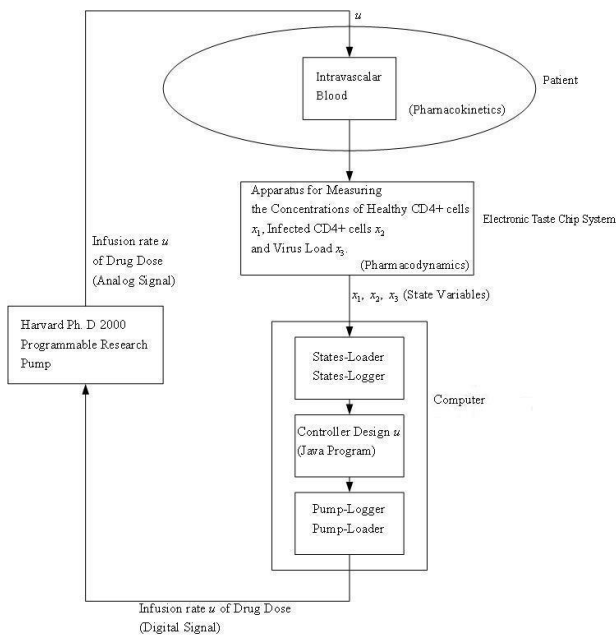 u
Intravascular
Blood
(Pharmacokinetics)
Patient
Apparatus for Measuring
the Concentrations of Healthy CD4+ cells
x1, Infected CD4+ cells x2
and Virus Load x3.
(Pharmacodynamics)
Electronic Taste Chip System
Infusion rate u
of Drug Dose
(Analog Signal)
x1, x2, x3 (State Variables)
Harvard Ph. D 2000
Programmable Research
Pump
States-Loader
States-Logger
Computer
Controller Design u
(Java Program)
Pump-Logger
Pump-Loader
Infusion rate u of Drug Dose
(Digital Signal)